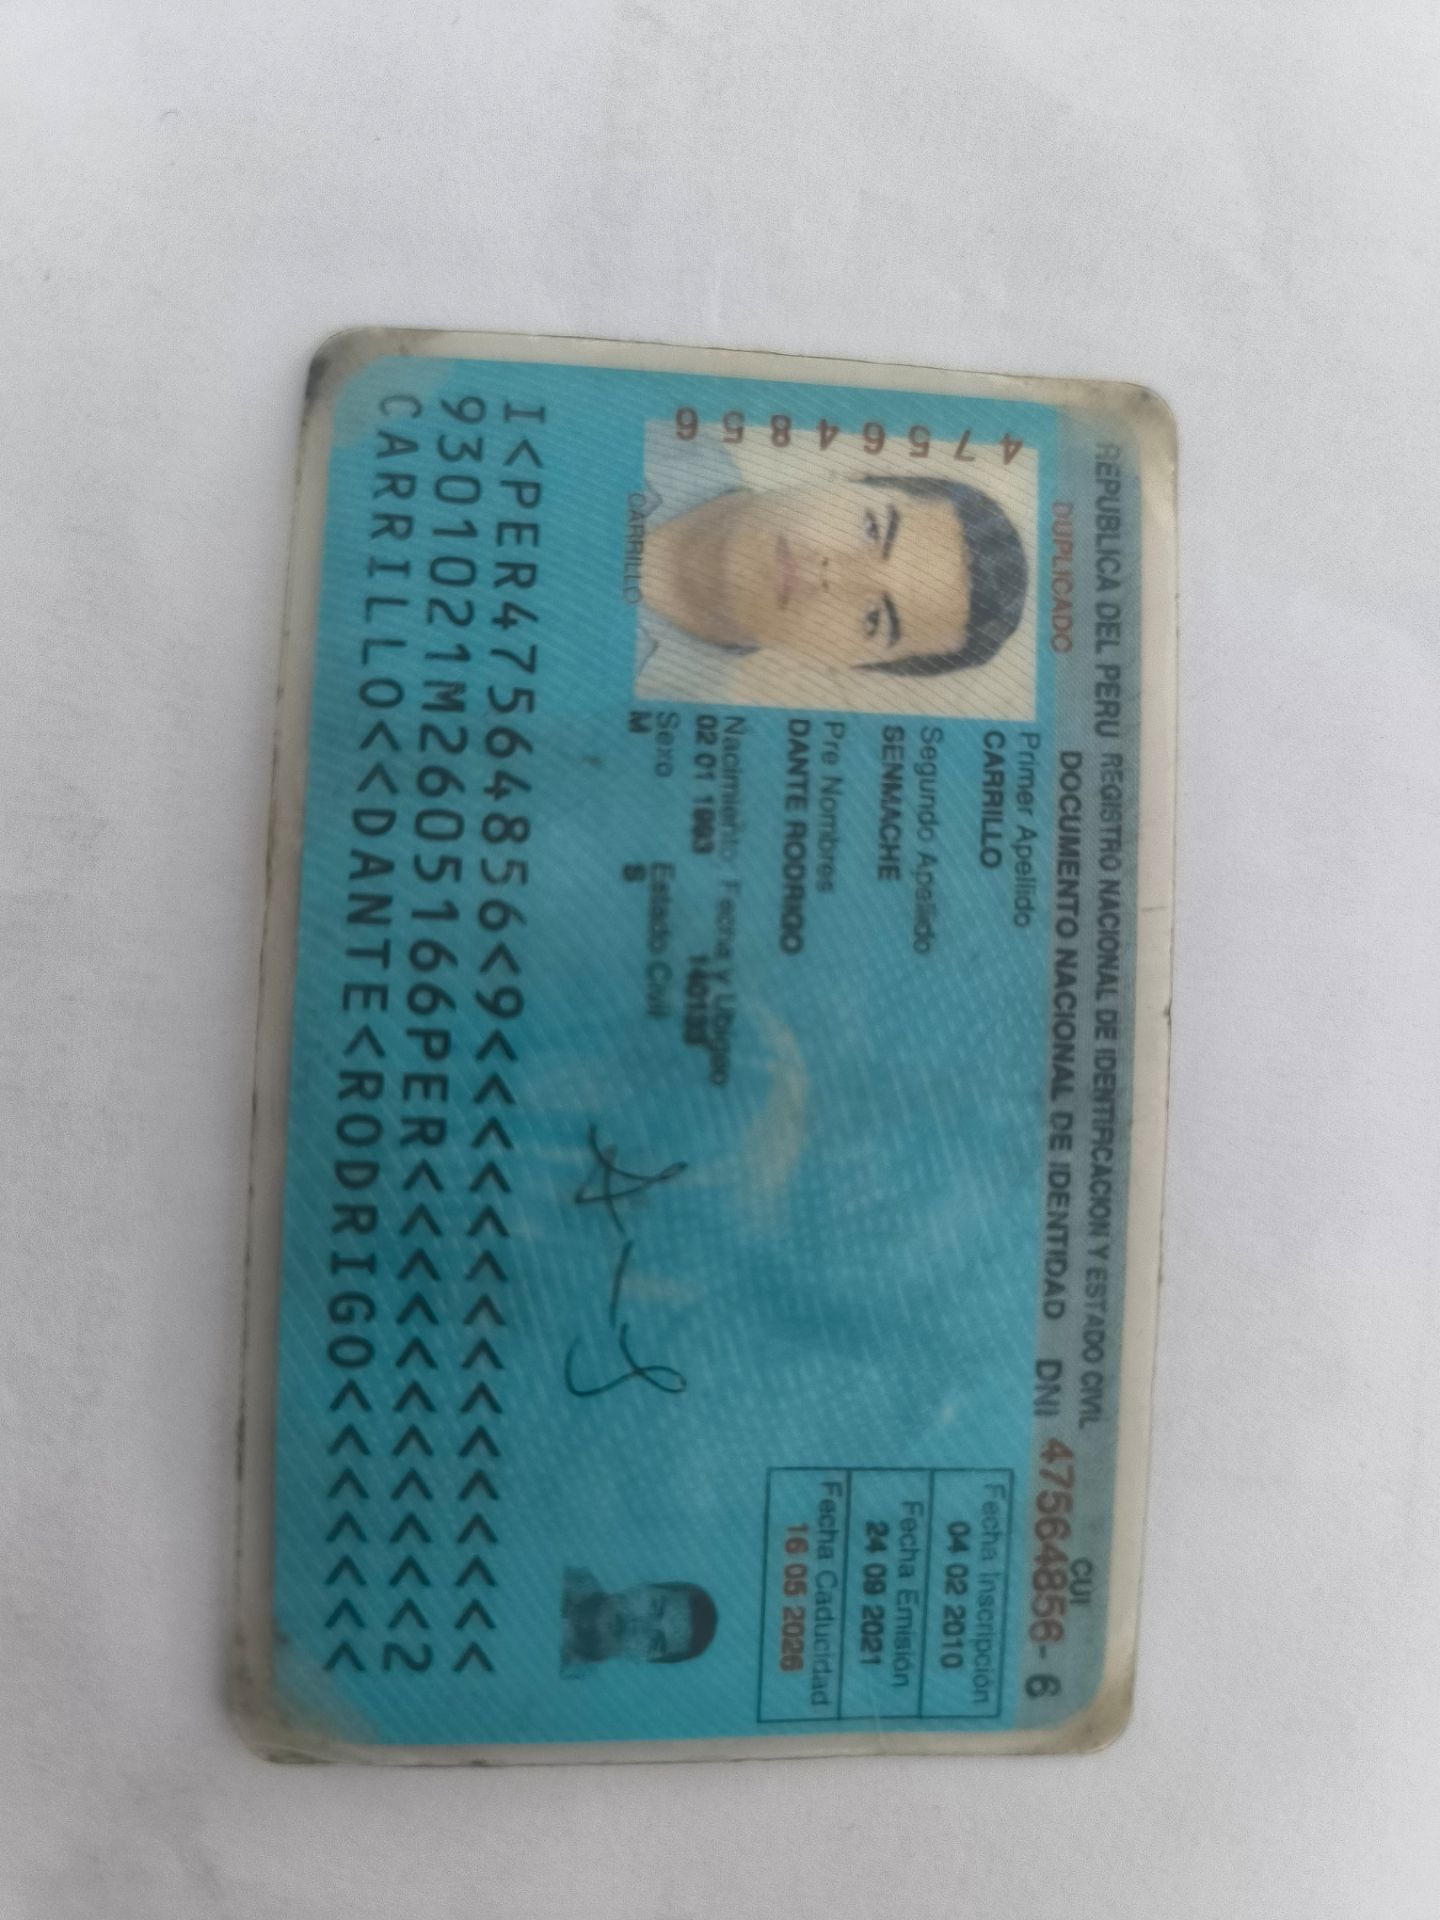 REPUBLICA DEL PERU REGISTRO NACIONAL DE IDENTIFICACION Y ESTADO CIVIL
CUI
DUPLICADO
DOCUMENTO NACIONAL DE IDENTIDAD DNI 47564856-6
Primer Apellido
CARRILLO
Segundo Apellido
SENMACHE
Pre Nombres
DANTE RODRIGO
Nacimiento: Fecha y Ubigeo
02 01 1993
Sexo Estado Civil
M S
Fecha Inscripción
04 02 2010
Fecha Emisión
24 09 2021
Fecha Caducidad
16 05 2026
47564856
CARRILLO
I<PER47564856<9<<<<<<<<<<<<<<<
9301021M2605166PER<<<<<<<<<<<2
CARRILLO<<DANTE<RODRIGO<<<<<<<